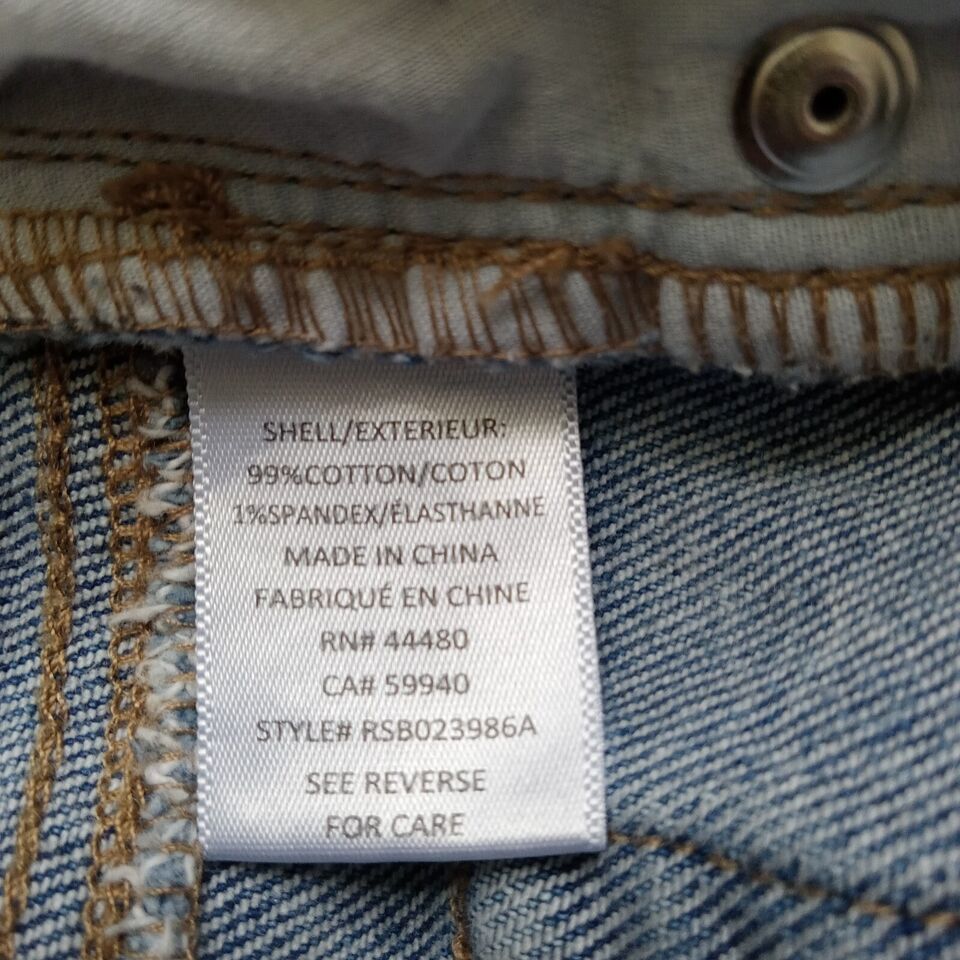 SHELL/EXTERIEUR:
99%COTTON/COTON
1%SPANDEX/ÉLASTHANNE
MADE IN CHINA
FABRIQUÉ EN CHINE
RN# 44480
CA# 59940
STYLE# RSB023986A
SEE REVERSE
FOR CARE